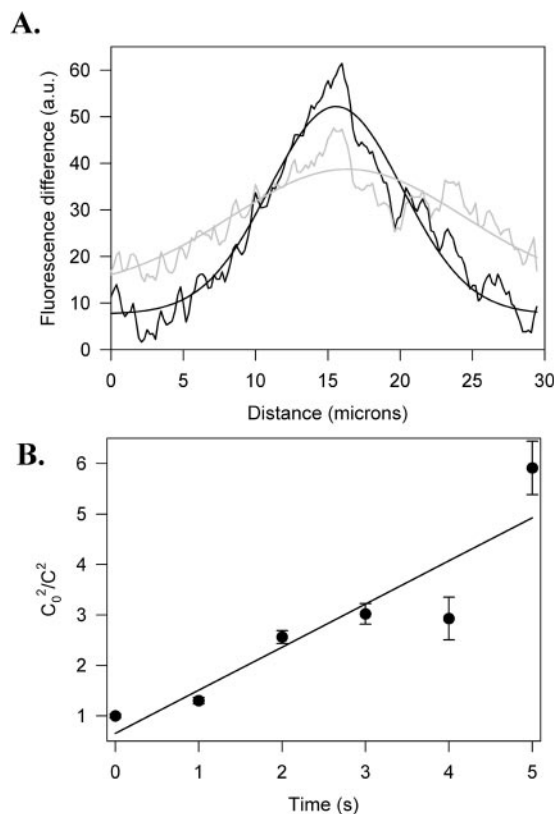 A.
Fluorescence difference (a.u.)
60
50
40
30
20
10
0
0 5 10 15 20 25 30
Distance (microns)
B.
C₀²/C²
6
5
4
3
2
1
0 1 2 3 4 5
Time (s)